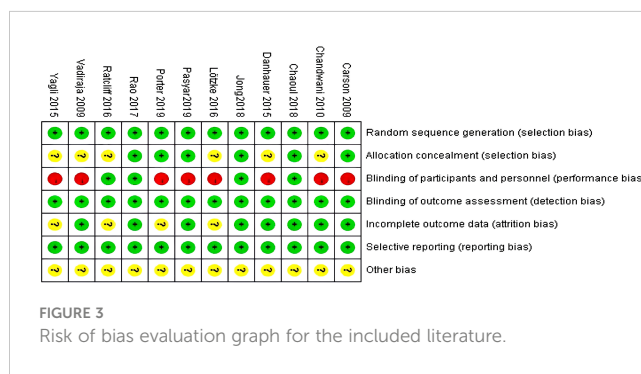 Yagli 2015
Vadiraja 2009
Ratcliff 2016
Rao 2017
Porter 2019
Pasyar2019
Lötzke 2016
Jong2018
Danhauer 2015
Chaoul 2018
Chandwani 2010
Carson 2009
+ + + + + + + + + + + + Random sequence generation (selection bias)
? ? ? + + + ? + ? + ? + Allocation concealment (selection bias)
Blinding of participants and personnel (performance bias
+ + + + + + + + + + + + Blinding of outcome assessment (detection bias)
? + ? + ? + ? + + + + + Incomplete outcome data (attrition bias)
+ + + + + + + + + + + + Selective reporting (reporting bias)
? ? ? ? ? ? ? ? ? ? ? ? Other bias
FIGURE 3
Risk of bias evaluation graph for the included literature.